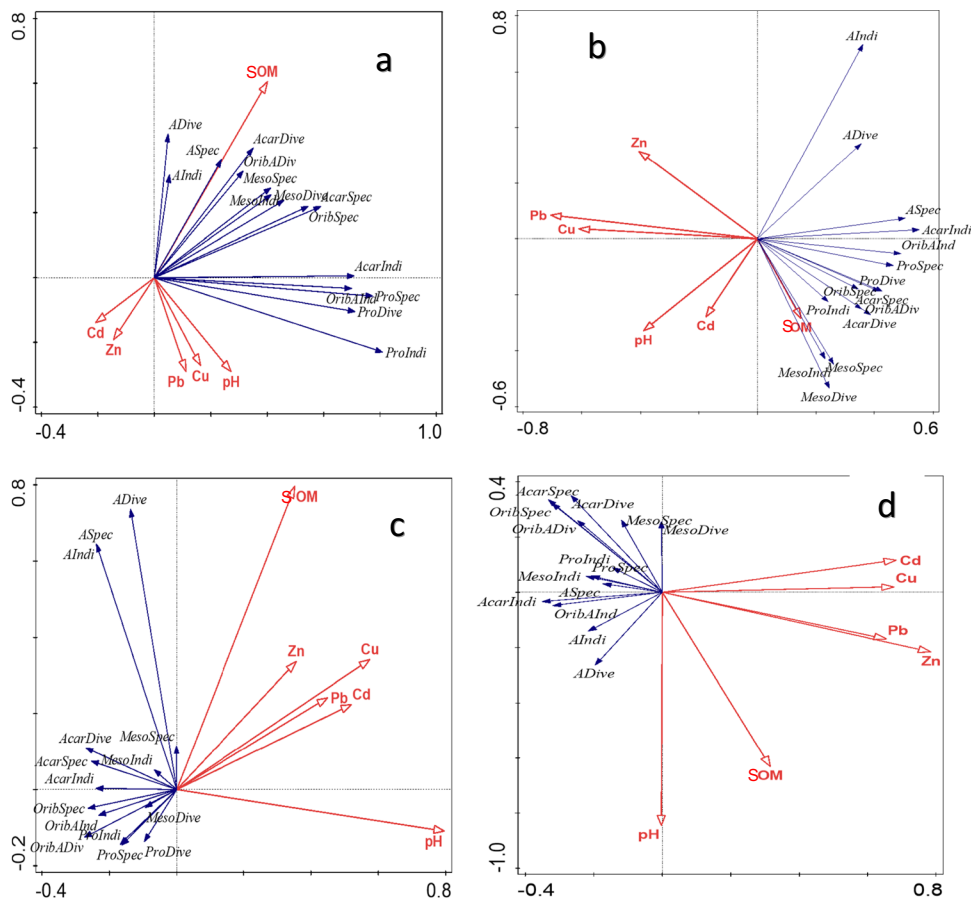 0.8
a
SOM
ADive
ASpec
AcarDive
OribADiv
AIndi
MesoSpec
MesoIndi
MesoDive
AcarSpec
OribSpec
AcarIndi
OribAInd
ProSpec
ProDive
ProIndi
Cd
Zn
Pb
Cu
pH
-0.4
-0.4
1.0
0.8
b
AIndi
Zn
ADive
Pb
Cu
ASpec
AcarIndi
OribAInd
ProSpec
ProDive
OribSpec
AcarSpec
ProIndi
OribADiv
AcarDive
SOM
pH
Cd
MesoIndi
MesoSpec
MesoDive
-0.6
-0.8
0.6
0.8
c
SOM
ADive
ASpec
AIndi
Zn
Cu
Pb
Cd
MesoSpec
AcarDive
AcarSpec
MesoIndi
AcarIndi
OribSpec
MesoDive
OribAInd
ProIndi
OribADiv
ProSpec
ProDive
pH
-0.2
-0.4
0.8
0.4
d
AcarSpec
AcarDive
OribSpec
OribADiv
MesoSpec
MesoDive
ProIndi
ProSpec
MesoIndi
ASpec
AcarIndi
OribAInd
AIndi
ADive
Cd
Cu
Pb
Zn
SOM
pH
-1.0
-0.4
0.8